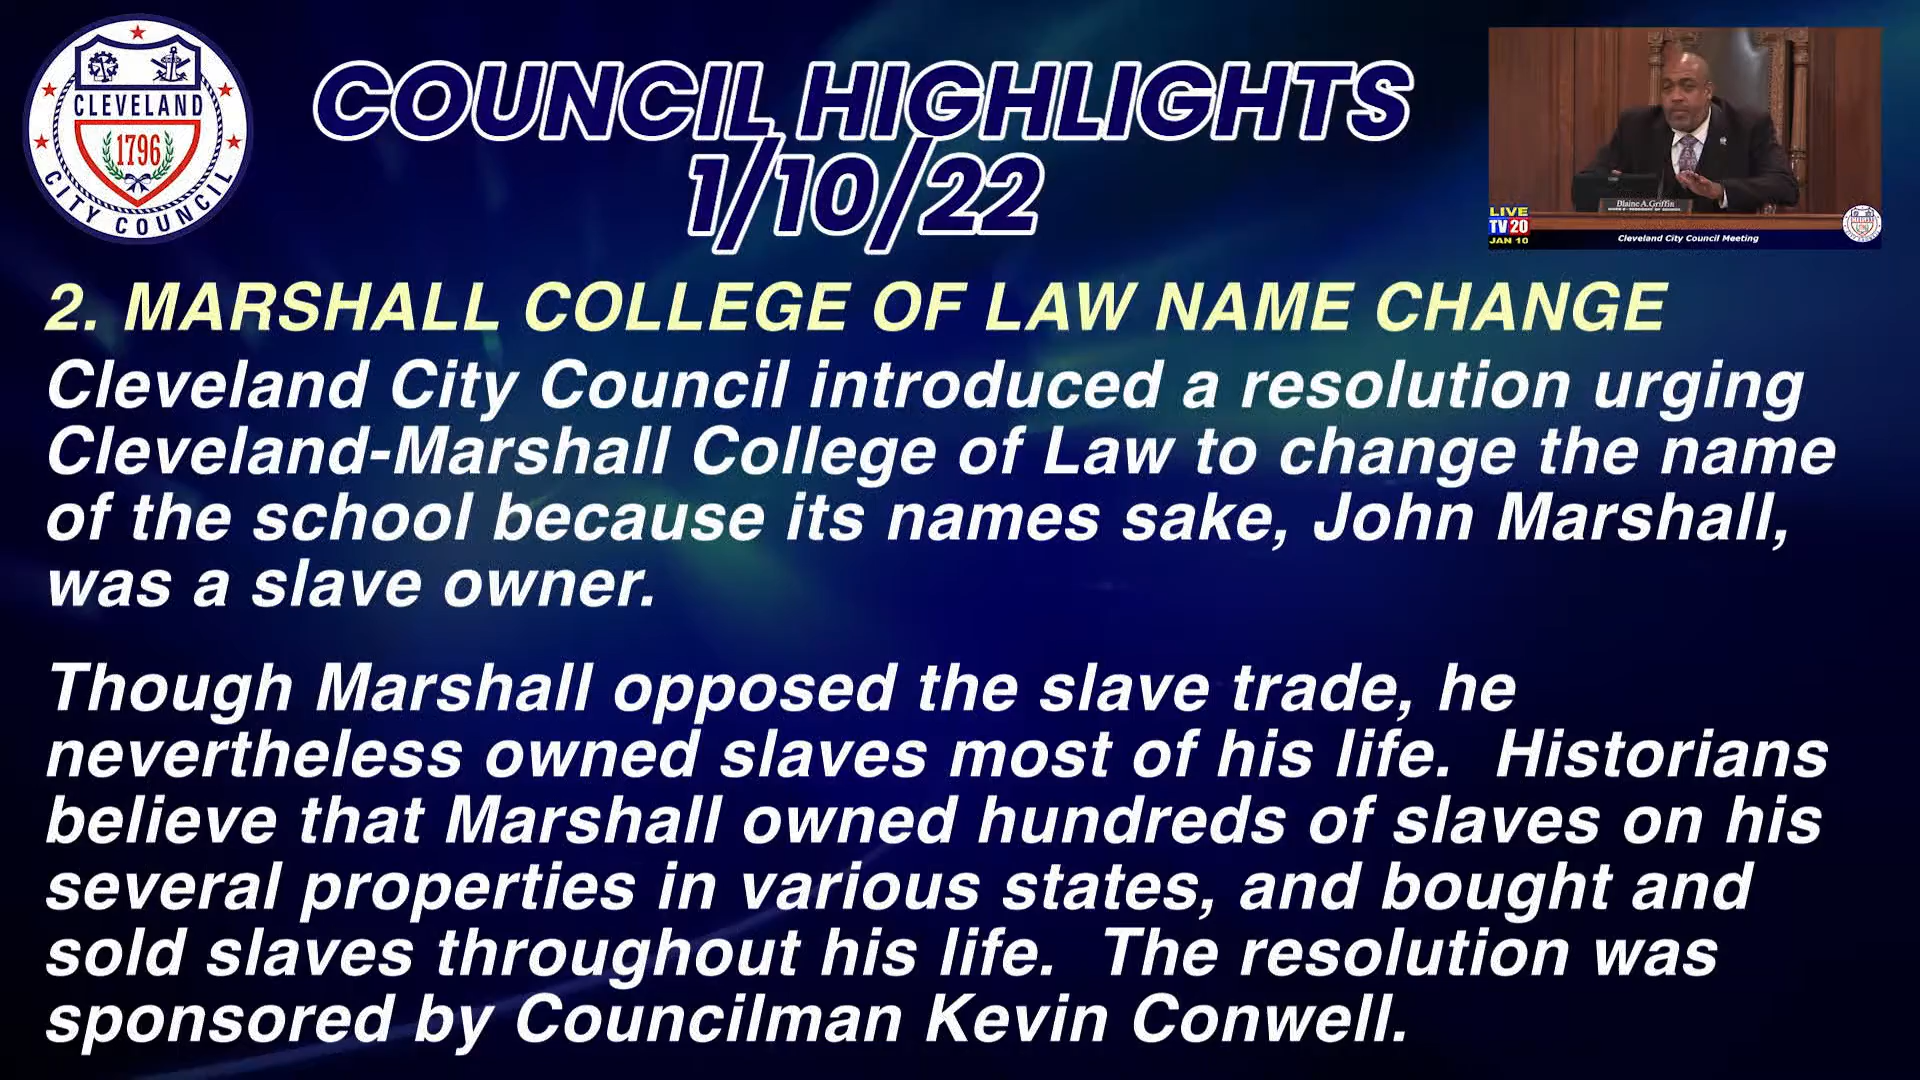 CLEVELAND
1796
CITY COUNCIL
COUNCIL HIGHLIGHTS
1/10/22
Blaine A. Griffin
LIVE
TV 20
JAN 10
Cleveland City Council Meeting
2. MARSHALL COLLEGE OF LAW NAME CHANGE
Cleveland City Council introduced a resolution urging
Cleveland-Marshall College of Law to change the name
of the school because its names sake, John Marshall,
was a slave owner.
Though Marshall opposed the slave trade, he
nevertheless owned slaves most of his life.  Historians
believe that Marshall owned hundreds of slaves on his
several properties in various states, and bought and
sold slaves throughout his life.  The resolution was
sponsored by Councilman Kevin Conwell.